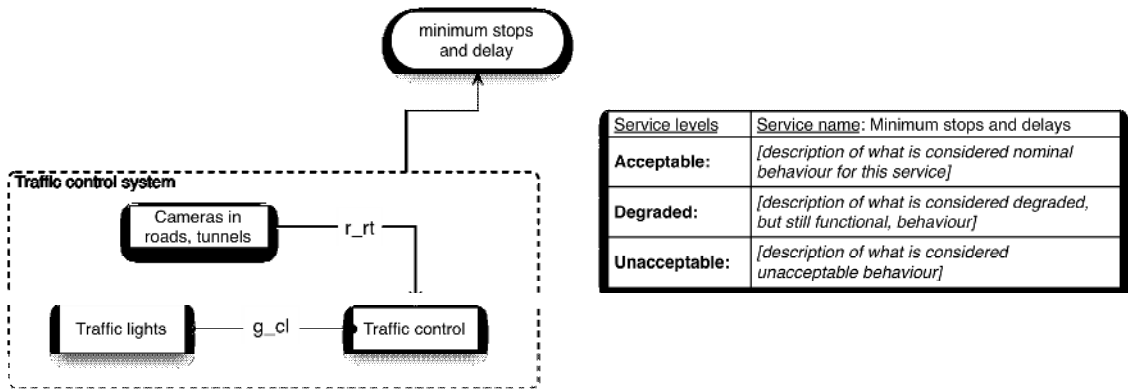 minimum stops
and delay
Traffic control system
Cameras in
roads, tunnels
r_rt
Traffic lights
g_cl
Traffic control
Service levels Service name: Minimum stops and delays
Acceptable: [description of what is considered nominal
behaviour for this service]
Degraded: [description of what is considered degraded,
but still functional, behaviour]
Unacceptable: [description of what is considered
unacceptable behaviour]